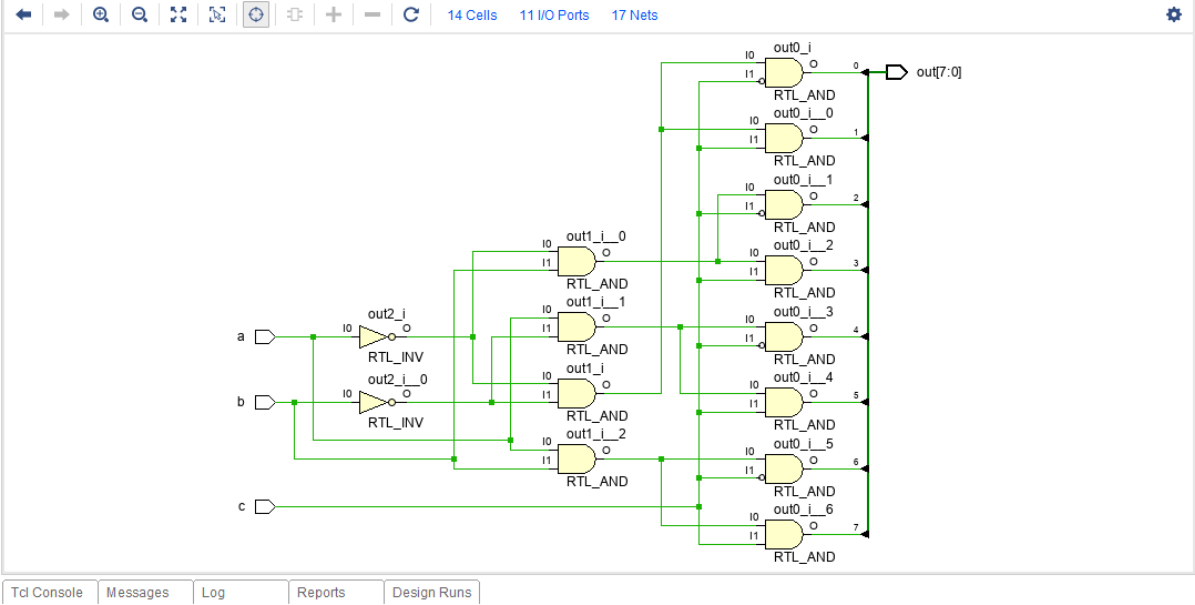 14 Cells 11 I/O Ports 17 Nets
out0_i
I0 O
I1
RTL_AND
0
out[7:0]
out0_i__0
I0 O
I1
RTL_AND
1
out0_i__1
I0 O
I1
RTL_AND
2
out0_i__2
I0 O
I1
RTL_AND
3
out1_i__0
I0 O
I1
RTL_AND
out1_i__1
I0 O
I1
RTL_AND
out0_i__3
I0 O
I1
RTL_AND
4
a
out2_i
I0 O
RTL_INV
out1_i
I0 O
I1
RTL_AND
out0_i__4
I0 O
I1
RTL_AND
5
b
out2_i__0
I0 O
RTL_INV
out1_i__2
I0 O
I1
RTL_AND
out0_i__5
I0 O
I1
RTL_AND
6
c
out0_i__6
I0 O
I1
RTL_AND
7
Tcl Console Messages Log Reports Design Runs